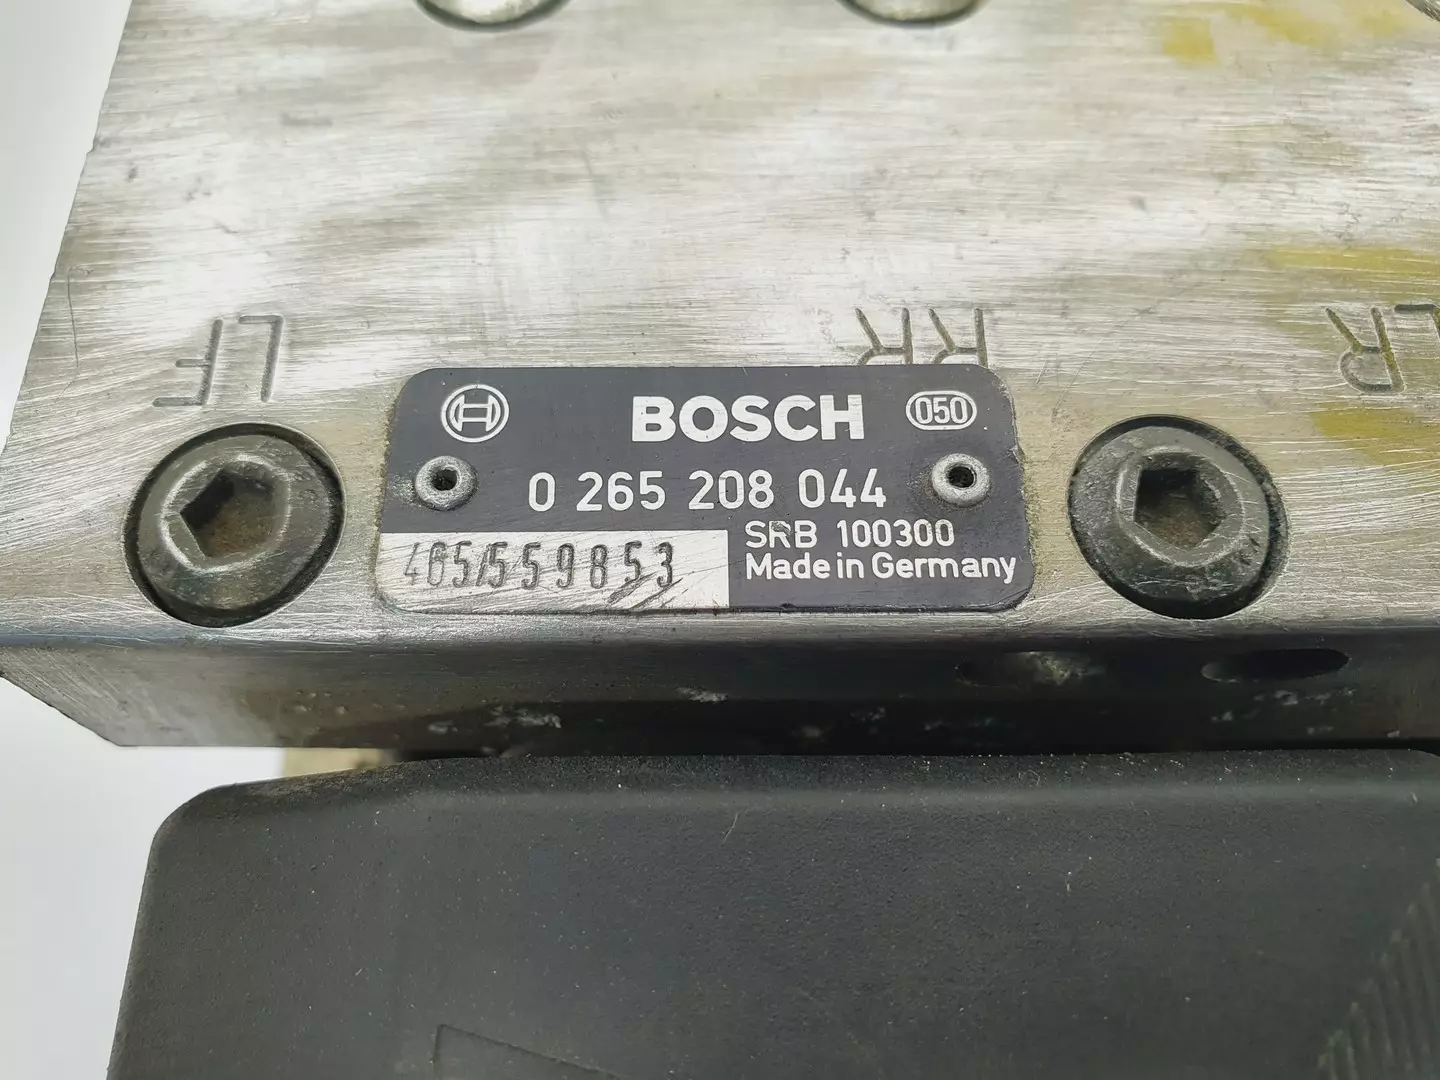 LF
RR
LR
BOSCH 050
0 265 208 044
465/559853
SRB 100300
Made in Germany